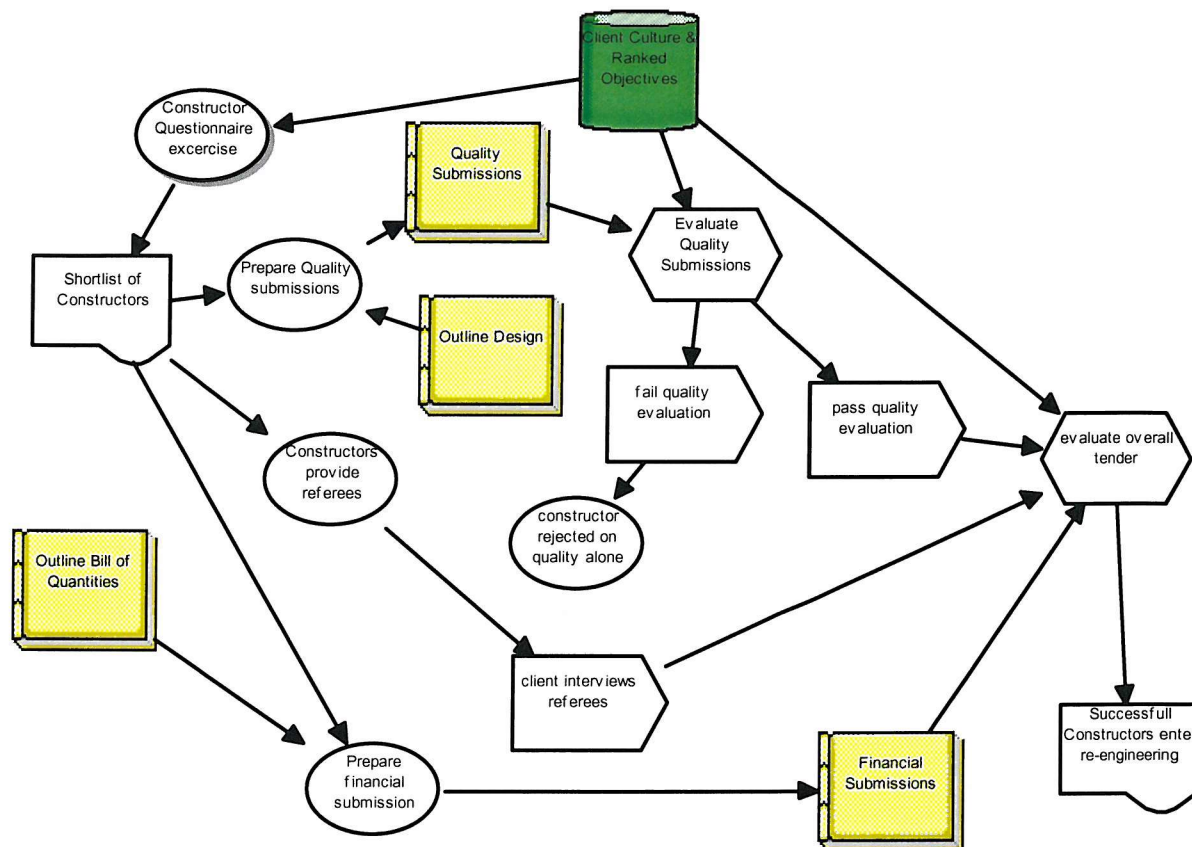 Client Culture &
Ranked
Objectives
Constructor
Questionnaire
excercise
Quality
Submissions
Evaluate
Quality
Submissions
Shortlist of
Constructors
Prepare Quality
submissions
Outline Design
fail quality
evaluation
pass quality
evaluation
evaluate overall
tender
Constructors
provide
referees
constructor
rejected on
quality alone
Outline Bill of
Quantities
client interviews
referees
Successfull
Constructors ente
re-engineering
Prepare
financial
submission
Financial
Submissions